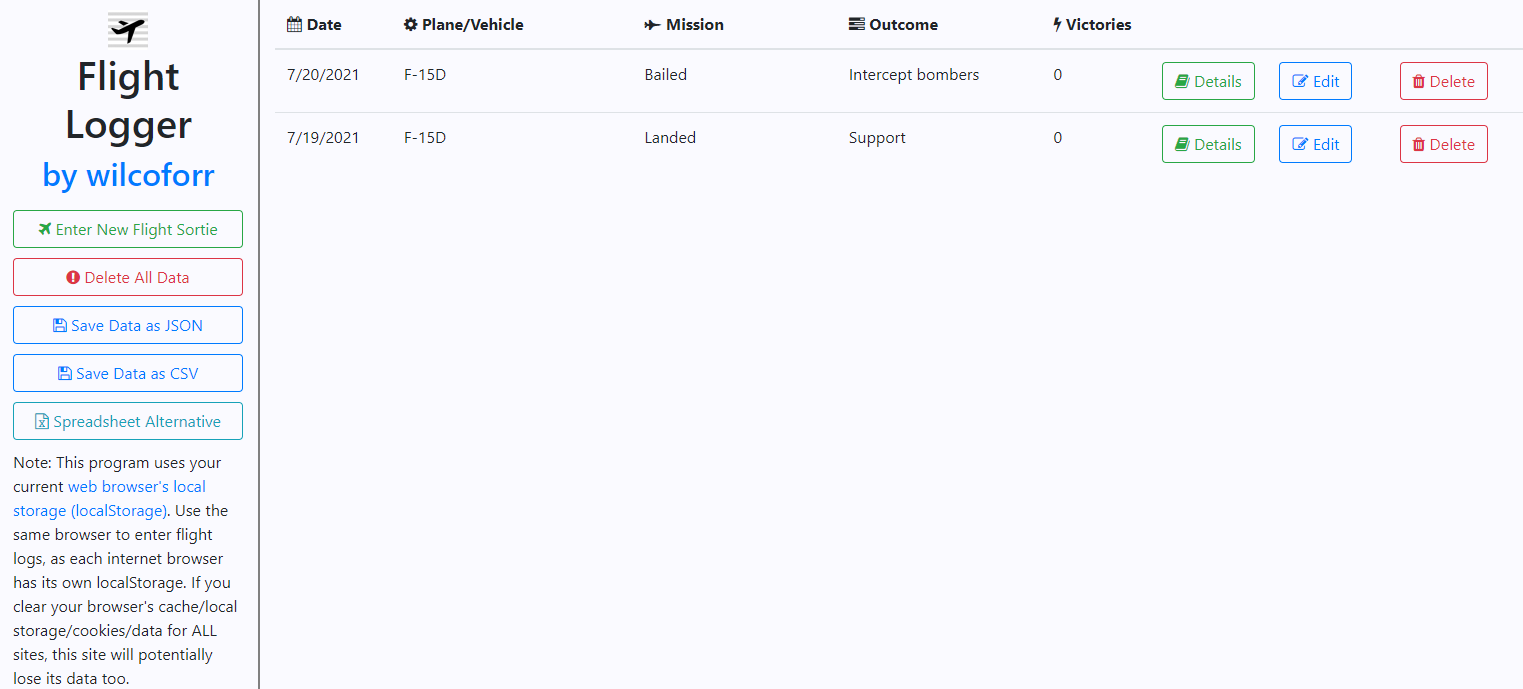 Flight
Logger
by wilcoforr
Enter New Flight Sortie
Delete All Data
Save Data as JSON
Save Data as CSV
Spreadsheet Alternative
Note: This program uses your
current web browser's local
storage (localStorage). Use the
same browser to enter flight
logs, as each internet browser
has its own localStorage. If you
clear your browser's cache/local
storage/cookies/data for ALL
sites, this site will potentially
lose its data too.
Date Plane/Vehicle Mission Outcome Victories
7/20/2021 F-15D Bailed Intercept bombers 0 Details Edit Delete
7/19/2021 F-15D Landed Support 0 Details Edit Delete